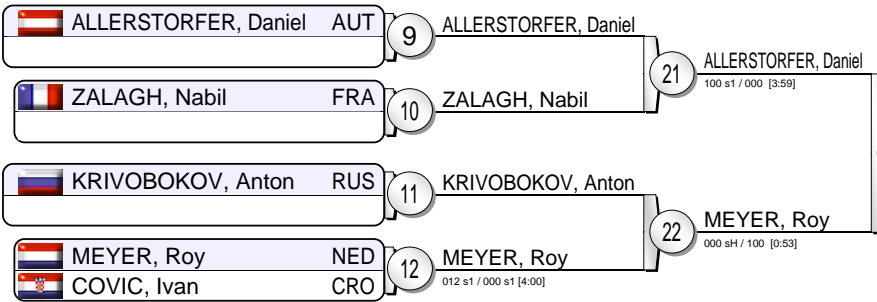 ALLERSTORFER, Daniel AUT
9
ALLERSTORFER, Daniel
21
ALLERSTORFER, Daniel
100 s1 / 000 [3:59]
ZALAGH, Nabil FRA
10
ZALAGH, Nabil
KRIVOBOKOV, Anton RUS
11
KRIVOBOKOV, Anton
22
MEYER, Roy
000 sH / 100 [0:53]
MEYER, Roy NED
COVIC, Ivan CRO
12
MEYER, Roy
012 s1 / 000 s1 [4:00]